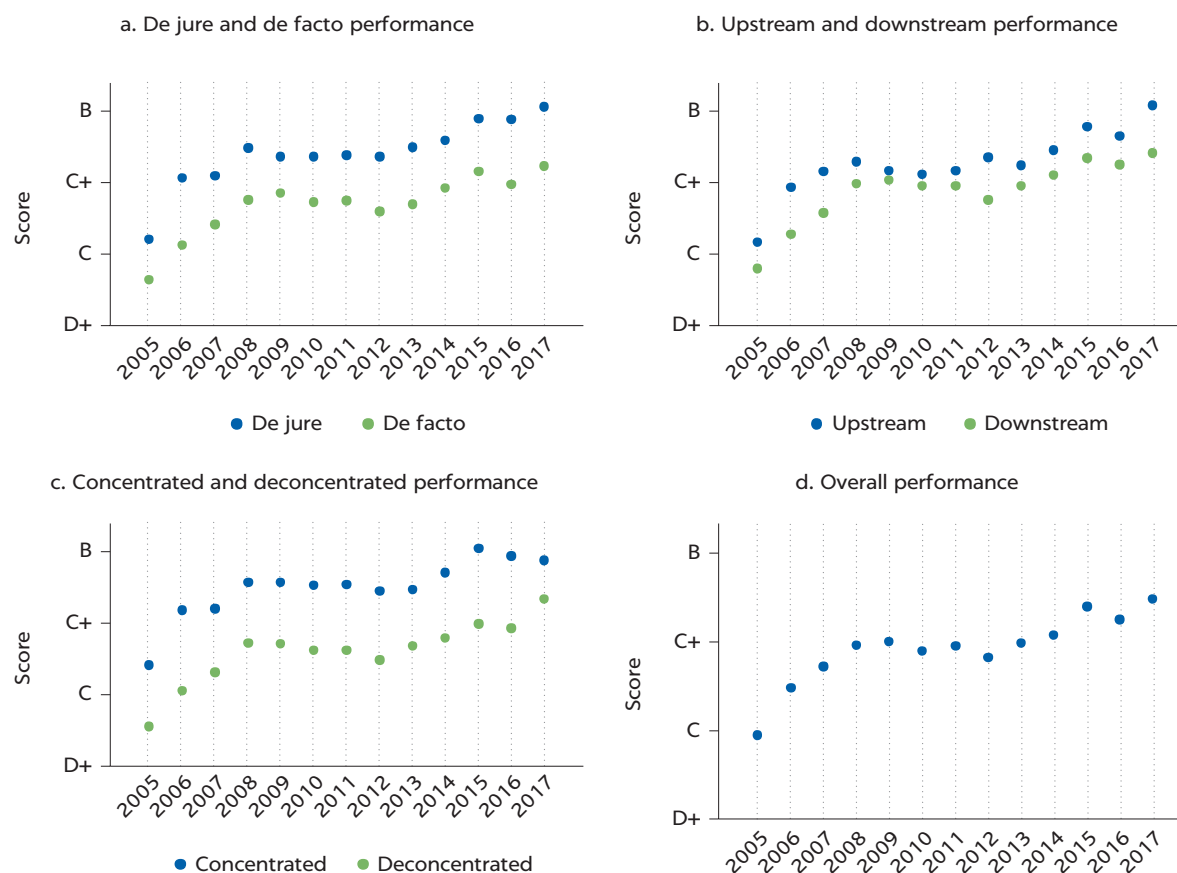 a. De jure and de facto performance
Score
B
C+
C
D+
2005 2006 2007 2008 2009 2010 2011 2012 2013 2014 2015 2016 2017
De jure De facto
b. Upstream and downstream performance
Score
B
C+
C
D+
2005 2006 2007 2008 2009 2010 2011 2012 2013 2014 2015 2016 2017
Upstream Downstream
c. Concentrated and deconcentrated performance
Score
B
C+
C
D+
2005 2006 2007 2008 2009 2010 2011 2012 2013 2014 2015 2016 2017
Concentrated Deconcentrated
d. Overall performance
Score
B
C+
C
D+
2005 2006 2007 2008 2009 2010 2011 2012 2013 2014 2015 2016 2017